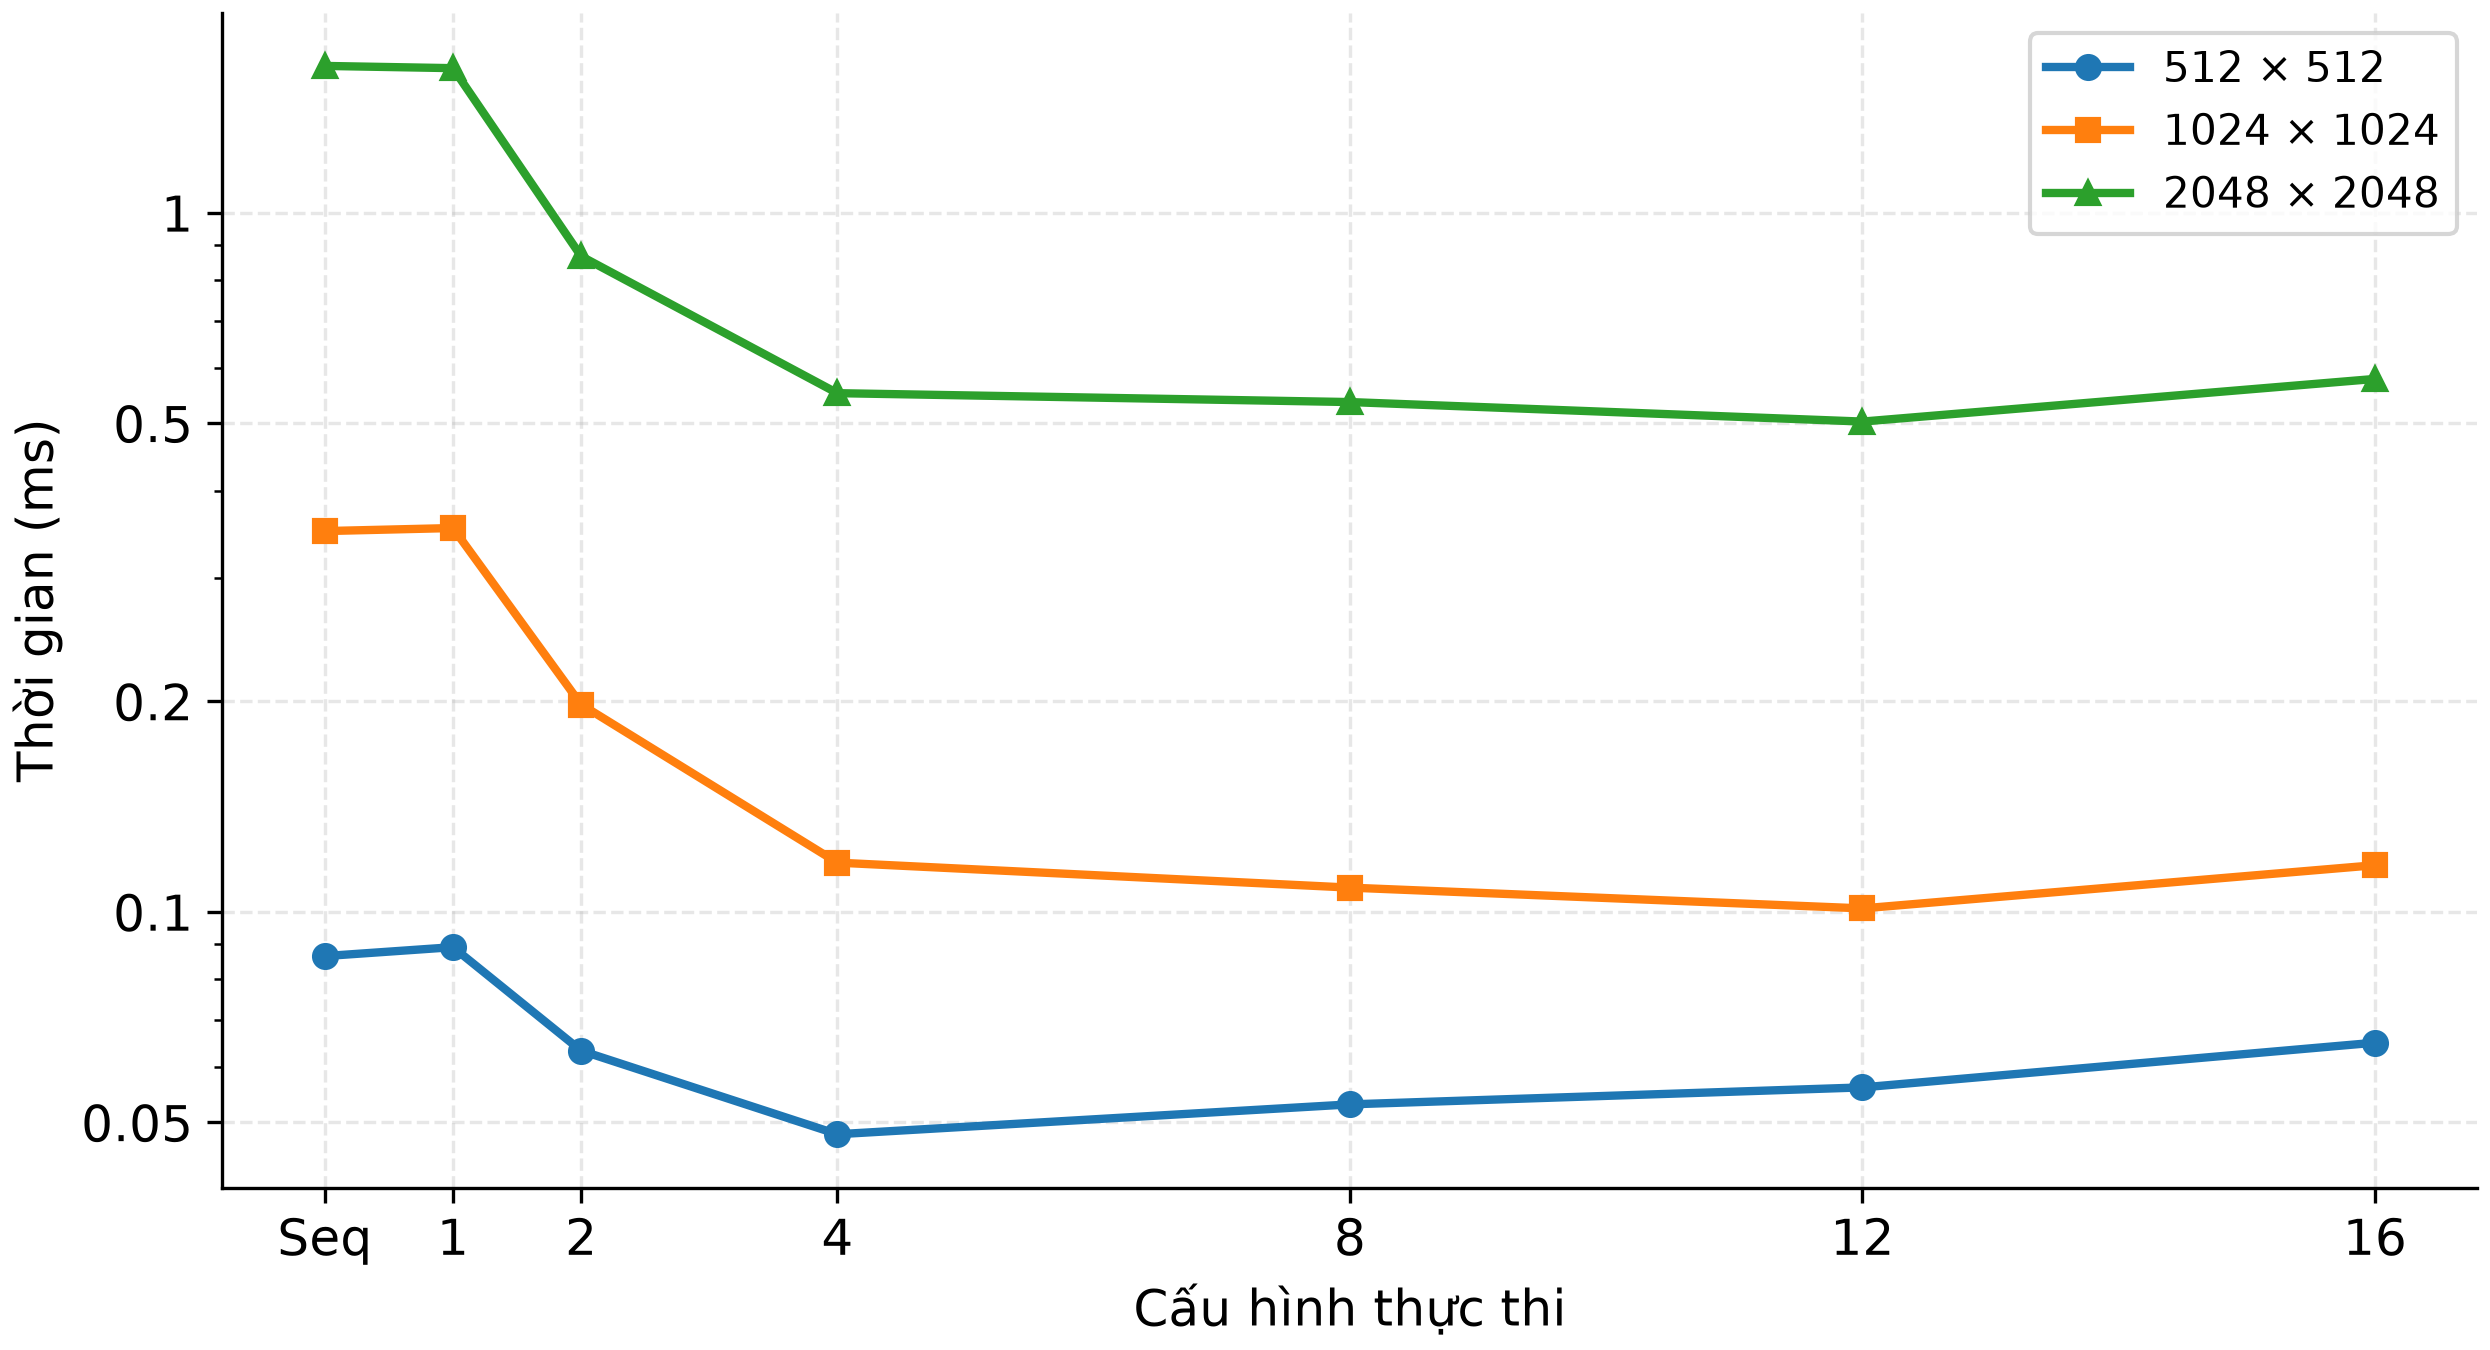 512 × 512
1024 × 1024
2048 × 2048
1
0.5
0.2
0.1
0.05
Thời gian (ms)
Seq 1 2 4 8 12 16
Cấu hình thực thi